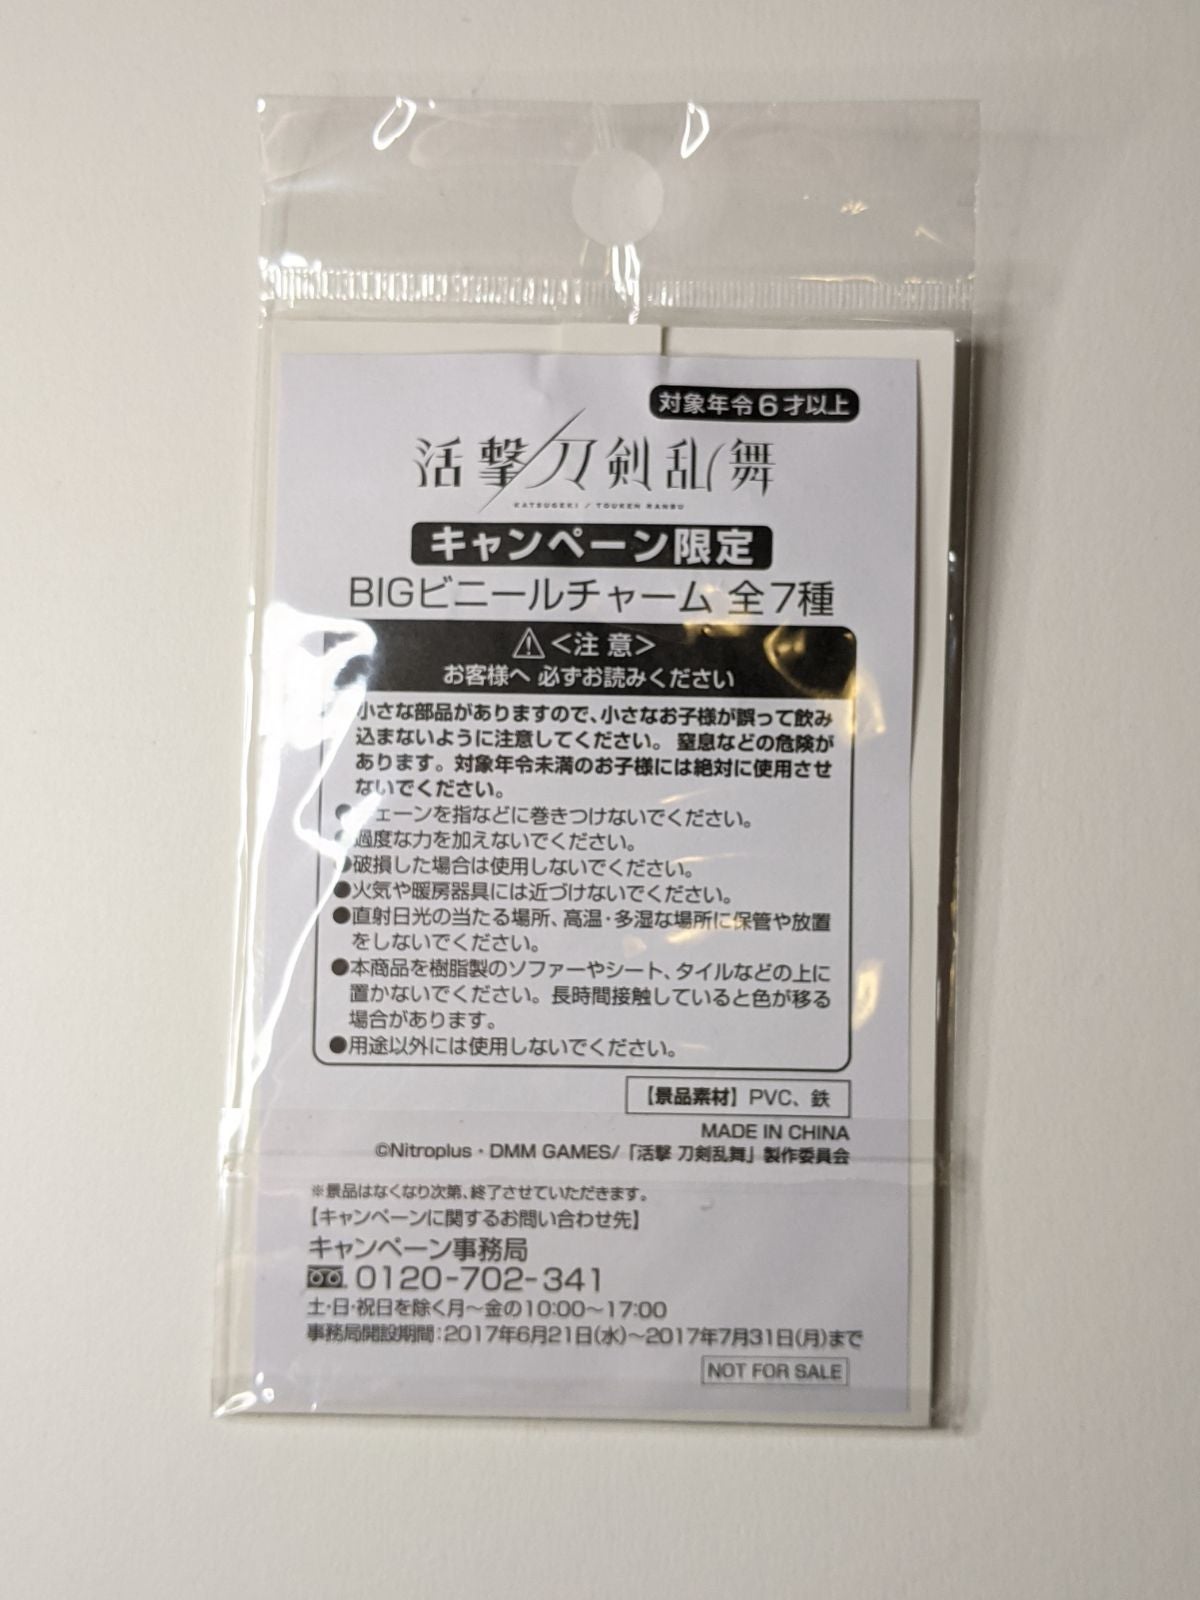 対象年令6才以上
活撃 刀剣乱舞
KATSUGEKI / TOUKEN RANBU
キャンペーン限定
BIGビニールチャーム 全7種
<注 意>
お客様へ 必ずお読みください
小さな部品がありますので、小さなお子様が誤って飲み
込まないように注意してください。窒息などの危険が
あります。対象年令未満のお子様には絶対に使用させ
ないでください。
●チェーンを指などに巻きつけないでください。
●過度な力を加えないでください。
●破損した場合は使用しないでください。
●火気や暖房器具には近づけないでください。
●直射日光の当たる場所、高温・多湿な場所に保管や放置
をしないでください。
●本商品を樹脂製のソファーやシート、タイルなどの上に
置かないでください。長時間接触していると色が移る
場合があります。
●用途以外には使用しないでください。
【景品素材】PVC、鉄
MADE IN CHINA
©Nitroplus・DMM GAMES/「活撃 刀剣乱舞」製作委員会
※景品はなくなり次第、終了させていただきます。
【キャンペーンに関するお問い合わせ先】
キャンペーン事務局
0120-702-341
土・日・祝日を除く月～金の10:00～17:00
事務局開設期間：2017年6月21日(水)～2017年7月31日(月)まで
NOT FOR SALE